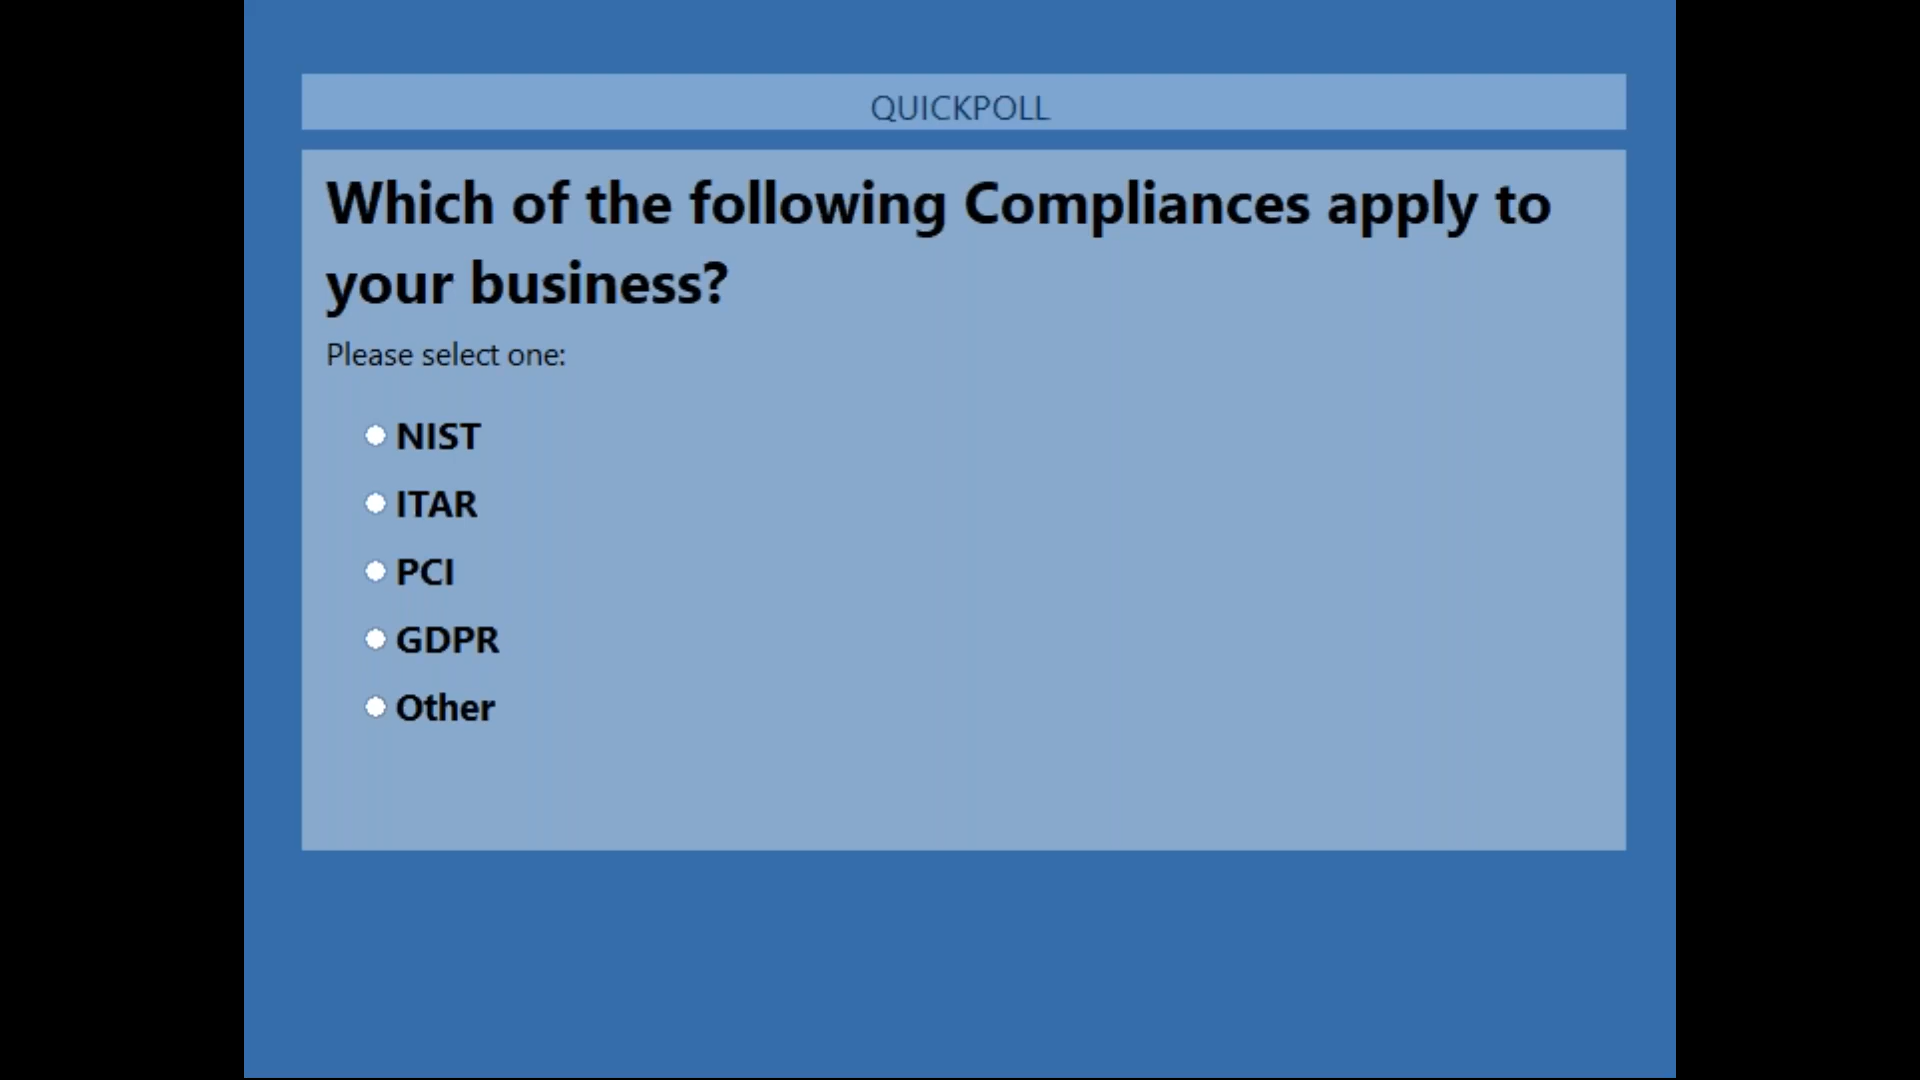 QUICKPOLL
Which of the following Compliances apply to
your business?
Please select one:
NIST
ITAR
PCI
GDPR
Other